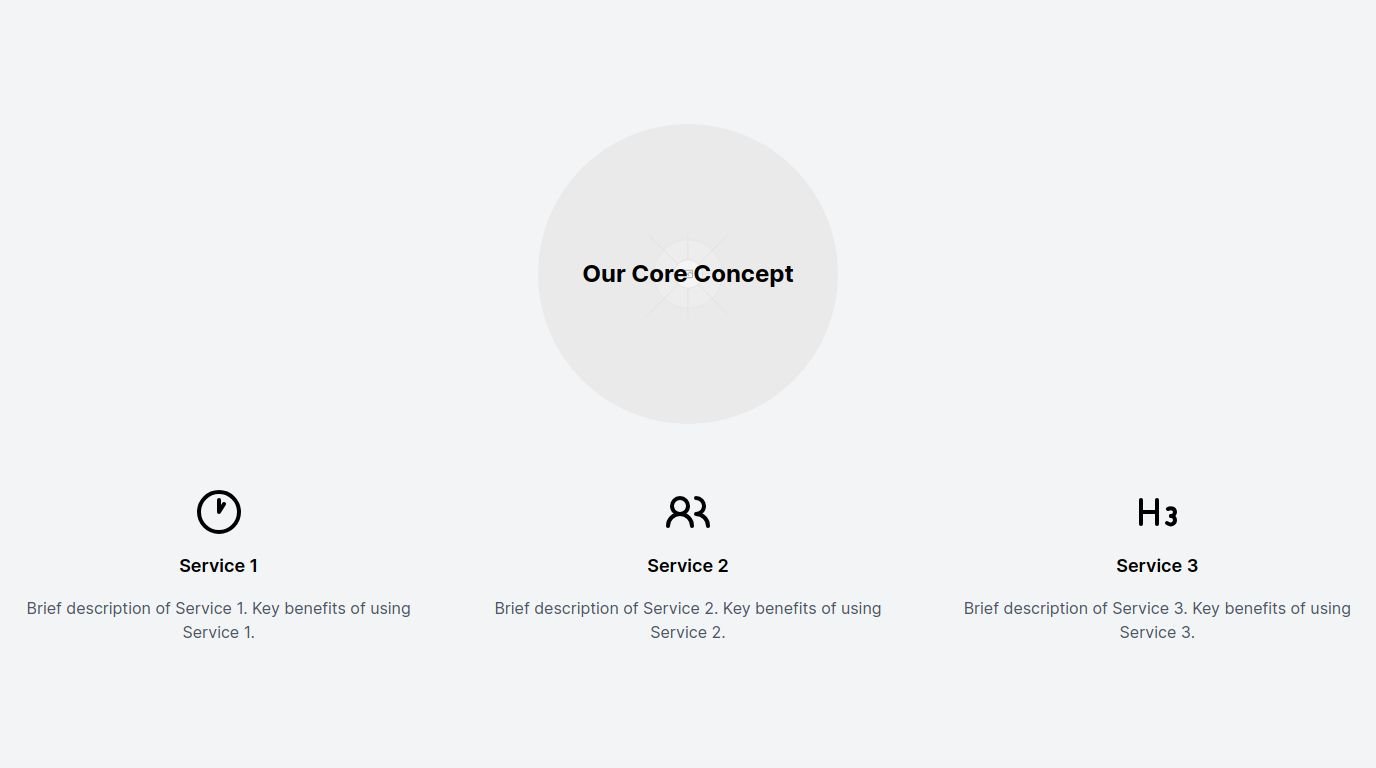 Our Core Concept
H3
Service 1
Service 2
Service 3
Brief description of Service 1. Key benefits of using
Service 1.
Brief description of Service 2. Key benefits of using
Service 2.
Brief description of Service 3. Key benefits of using
Service 3.